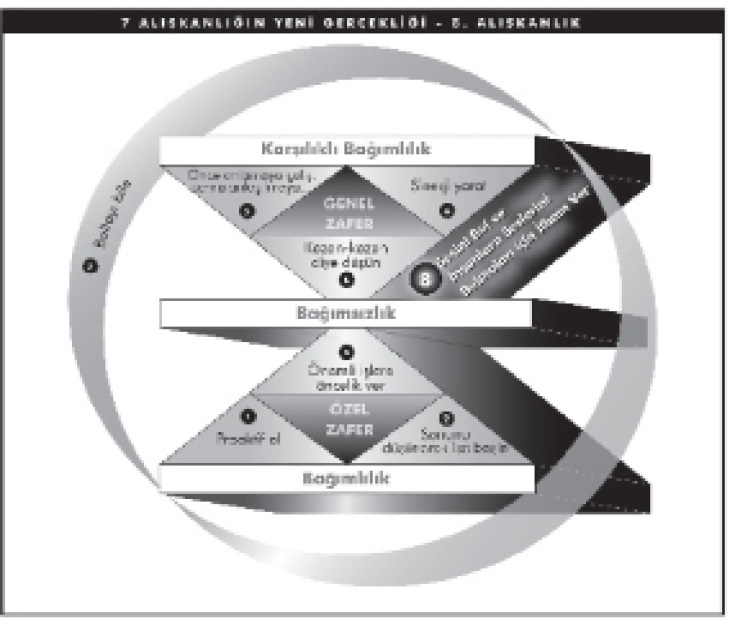 7 ALIŞKANLIĞIN YENİ GERÇEKLİĞİ - 8. ALIŞKANLIK
Karşılıklı Bağımlılık
Önce anlamaya çalış,
sonra anlaşılmaya...
5
GENEL
ZAFER
Sinerji yarat
6
Kazan-kazan
diye düşün
4
8
Sesini Bul ve
İnsanlara Seslerini
Bulmaları için İlham Ver
7
Baltayı bile
Bağımsızlık
3
Önemli işlere
öncelik ver
1
Proaktif ol
ÖZEL
ZAFER
2
Sonunu
düşünerek işe başla
Bağımlılık